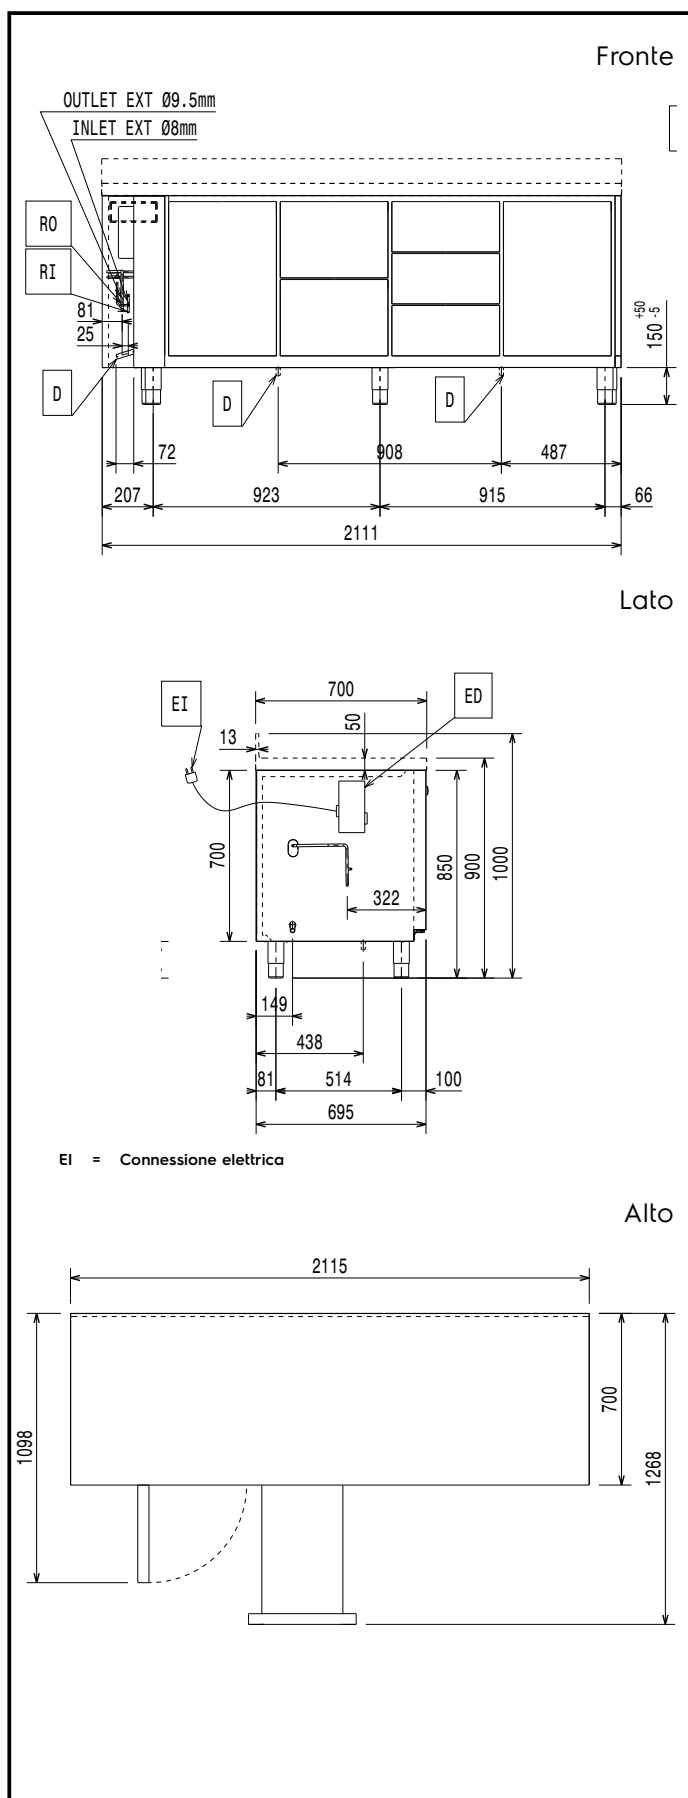 Fronte
OUTLET EXT Ø9.5mm
INLET EXT Ø8mm
RO
RI
81
25
D
D
D
150 +50 -5
72
908
487
207
923
915
66
2111
Lato
EI
700
ED
50
13
700
322
850
900
1000
149
438
81
514
100
695
EI = Connessione elettrica
Alto
2115
1098
700
1268